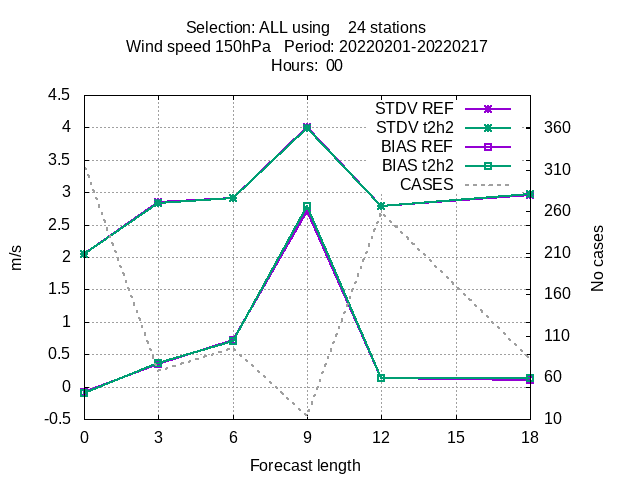 Selection: ALL using 24 stations
Wind speed 150hPa Period: 20220201-20220217
Hours: 00
STDV REF
STDV t2h2
BIAS REF
BIAS t2h2
CASES
4.5
4
3.5
3
2.5
2
1.5
1
0.5
0
-0.5
m/s
360
310
260
210
160
110
60
10
No cases
0 3 6 9 12 15 18
Forecast length